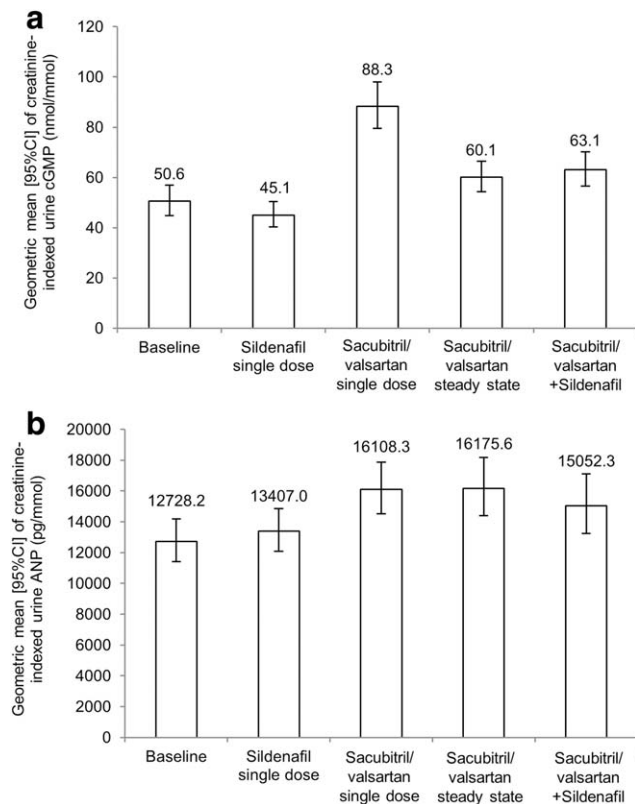 a
Geometric mean [95%CI] of creatinine-
indexed urine cGMP (nmol/mmol)
120
100
80
60
40
20
0
50.6
45.1
88.3
60.1
63.1
Baseline
Sildenafil
single dose
Sacubitril/
valsartan
single dose
Sacubitril/
valsartan
steady state
Sacubitril/
valsartan
+Sildenafil
b
Geometric mean [95%CI] of creatinine-
indexed urine ANP (pg/mmol)
20000
18000
16000
14000
12000
10000
8000
6000
4000
2000
0
12728.2
13407.0
16108.3
16175.6
15052.3
Baseline
Sildenafil
single dose
Sacubitril/
valsartan
single dose
Sacubitril/
valsartan
steady state
Sacubitril/
valsartan
+Sildenafil